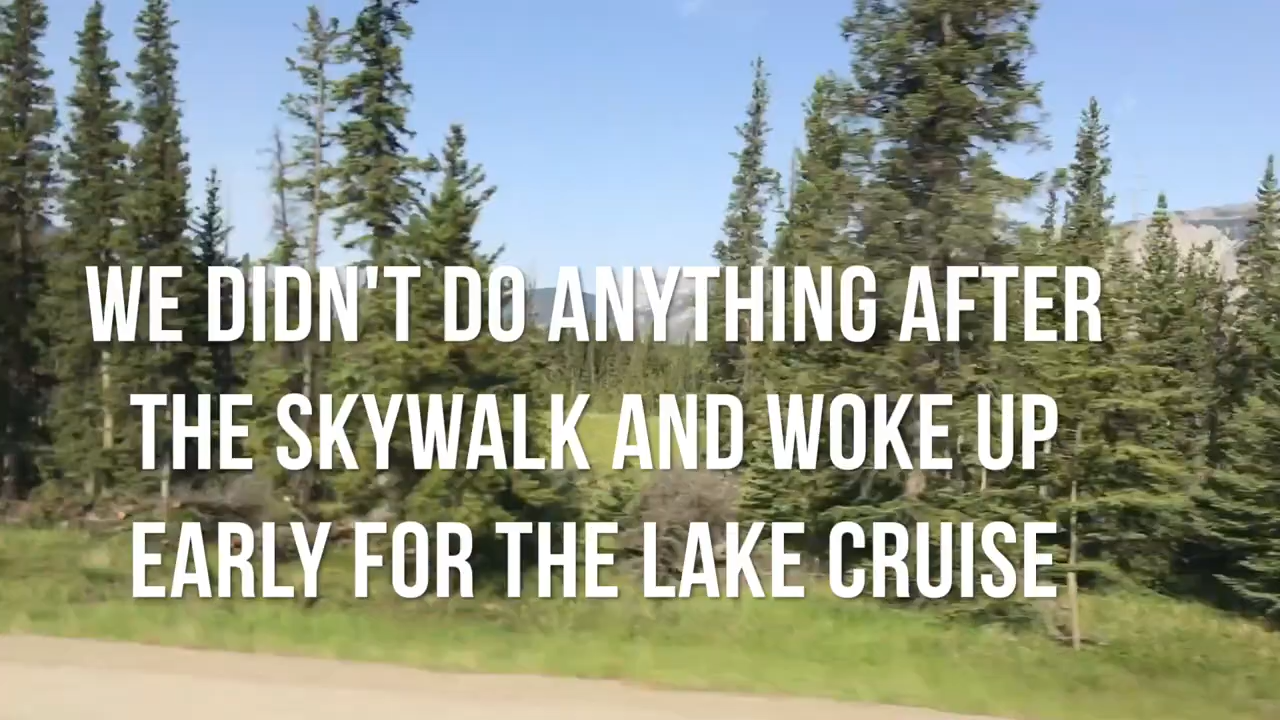 WE DIDN'T DO ANYTHING AFTER
THE SKYWALK AND WOKE UP
EARLY FOR THE LAKE CRUISE